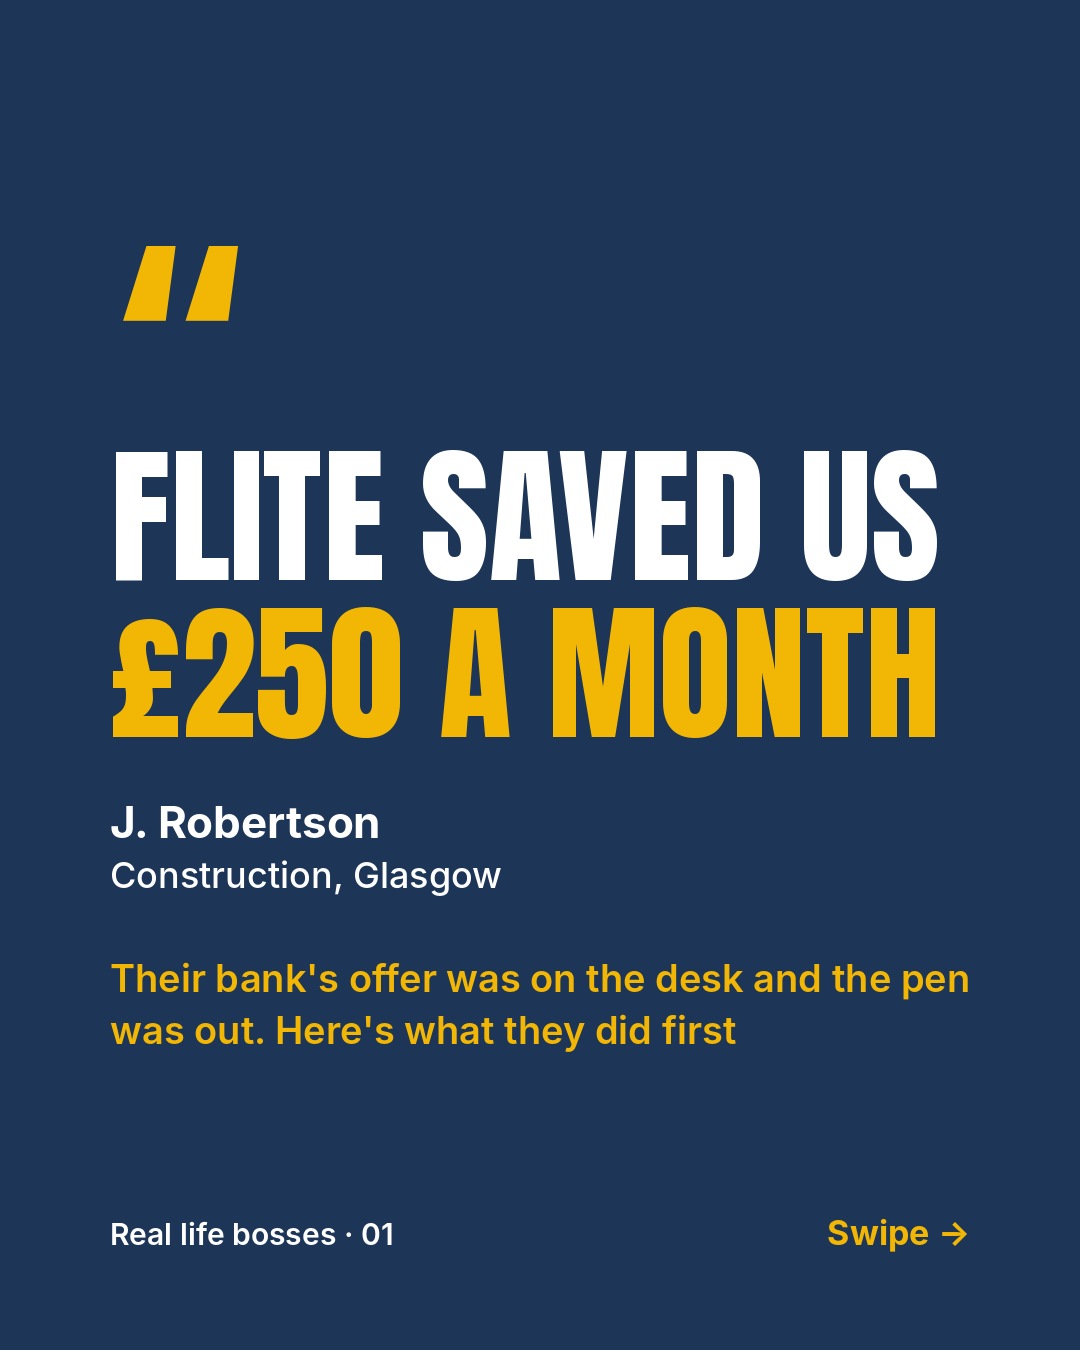 “
FLITE SAVED US
£250 A MONTH
J. Robertson
Construction, Glasgow
Their bank's offer was on the desk and the pen
was out. Here's what they did first
Real life bosses · 01
Swipe →